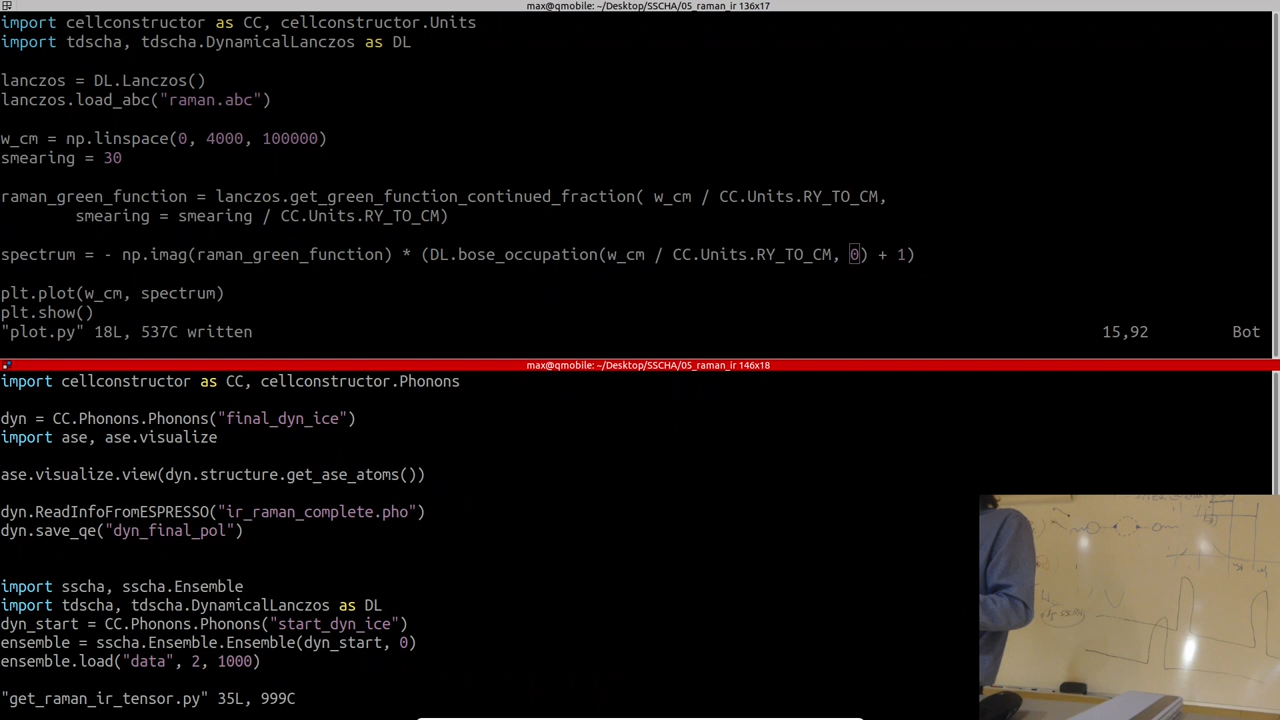 max@qmobile: ~/Desktop/SSCHA/05_raman_ir 136x17
import cellconstructor as CC, cellconstructor.Units
import tdscha, tdscha.DynamicalLanczos as DL
lanczos = DL.Lanczos()
lanczos.load_abc("raman.abc")
w_cm = np.linspace(0, 4000, 100000)
smearing = 30
raman_green_function = lanczos.get_green_function_continued_fraction( w_cm / CC.Units.RY_TO_CM,
smearing = smearing / CC.Units.RY_TO_CM)
spectrum = - np.imag(raman_green_function) * (DL.bose_occupation(w_cm / CC.Units.RY_TO_CM, 0) + 1)
plt.plot(w_cm, spectrum)
plt.show()
"plot.py" 18L, 537C written 15,92 Bot
max@qmobile: ~/Desktop/SSCHA/05_raman_ir 146x18
import cellconstructor as CC, cellconstructor.Phonons
dyn = CC.Phonons.Phonons("final_dyn_ice")
import ase, ase.visualize
ase.visualize.view(dyn.structure.get_ase_atoms())
dyn.ReadInfoFromESPRESSO("ir_raman_complete.pho")
dyn.save_qe("dyn_final_pol")
import sscha, sscha.Ensemble
import tdscha, tdscha.DynamicalLanczos as DL
dyn_start = CC.Phonons.Phonons("start_dyn_ice")
ensemble = sscha.Ensemble.Ensemble(dyn_start, 0)
ensemble.load("data", 2, 1000)
"get_raman_ir_tensor.py" 35L, 999C